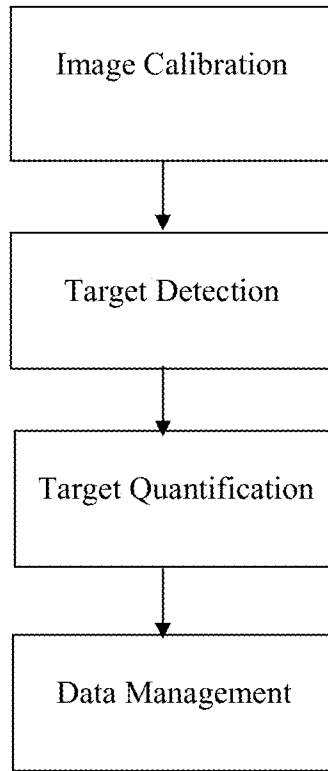 Image Calibration
Target Detection
Target Quantification
Data Management